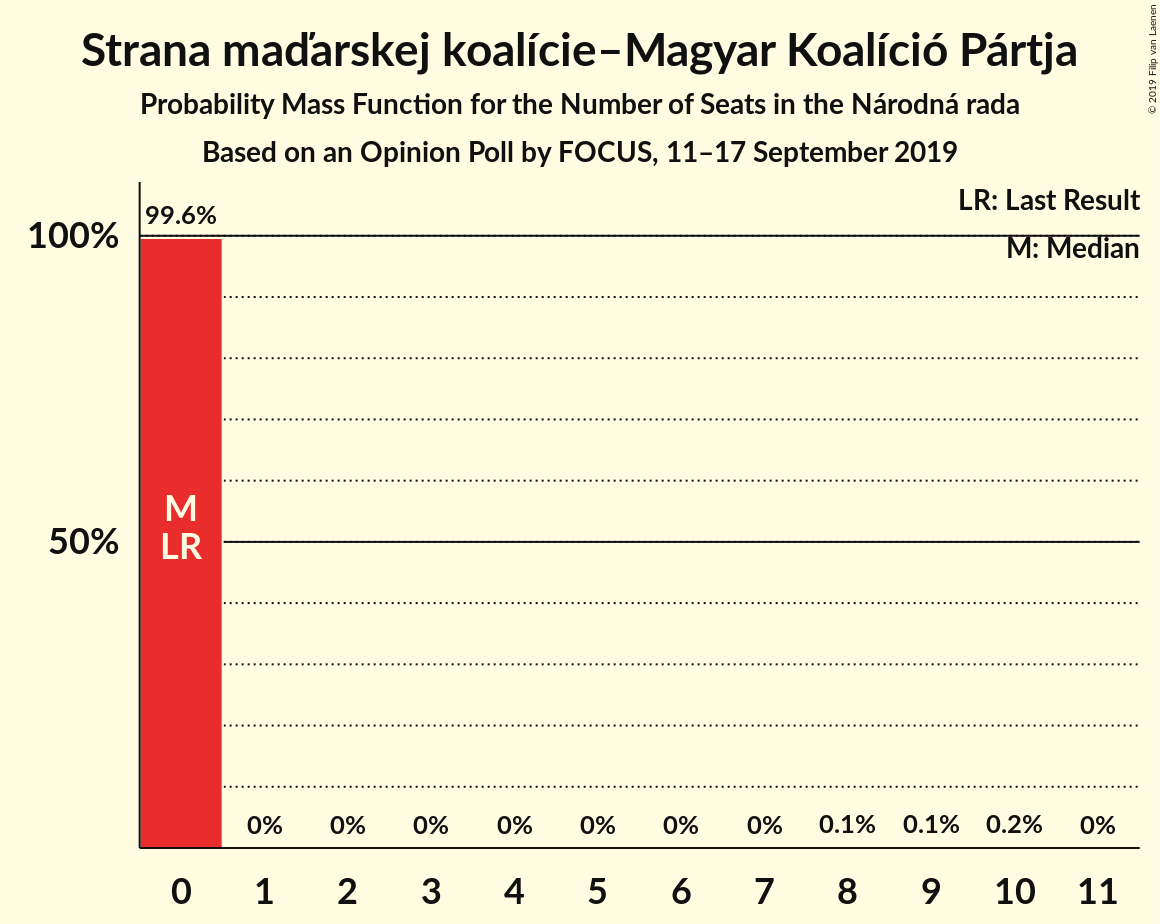 Strana maďarskej koalície–Magyar Koalíció Pártja
Probability Mass Function for the Number of Seats in the Národná rada
Based on an Opinion Poll by FOCUS, 11–17 September 2019
© 2019 Filip van Laenen
LR: Last Result
M: Median
99.6%
100%
50%
M
LR
0% 0% 0% 0% 0% 0% 0% 0.1% 0.1% 0.2% 0%
0 1 2 3 4 5 6 7 8 9 10 11